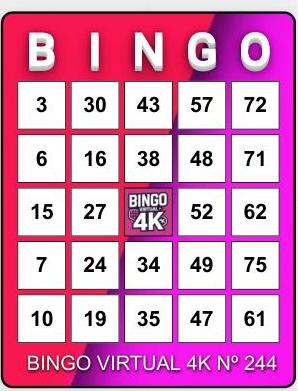 BINGO
3 30 43 57 72
6 16 38 48 71
15 27 BINGO VIRTUAL 4K 52 62
7 24 34 49 75
10 19 35 47 61
BINGO VIRTUAL 4K Nº 244